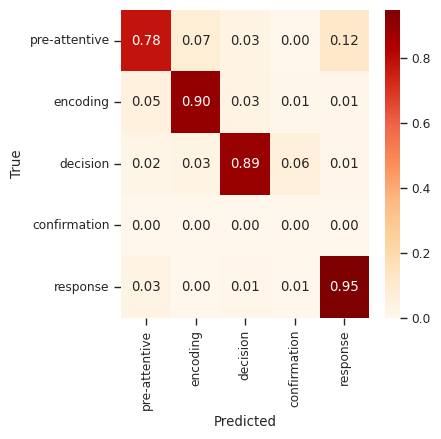 True
pre-attentive 0.78 0.07 0.03 0.00 0.12
encoding 0.05 0.90 0.03 0.01 0.01
decision 0.02 0.03 0.89 0.06 0.01
confirmation 0.00 0.00 0.00 0.00 0.00
response 0.03 0.00 0.01 0.01 0.95
pre-attentive encoding decision confirmation response
Predicted
0.8
0.6
0.4
0.2
0.0